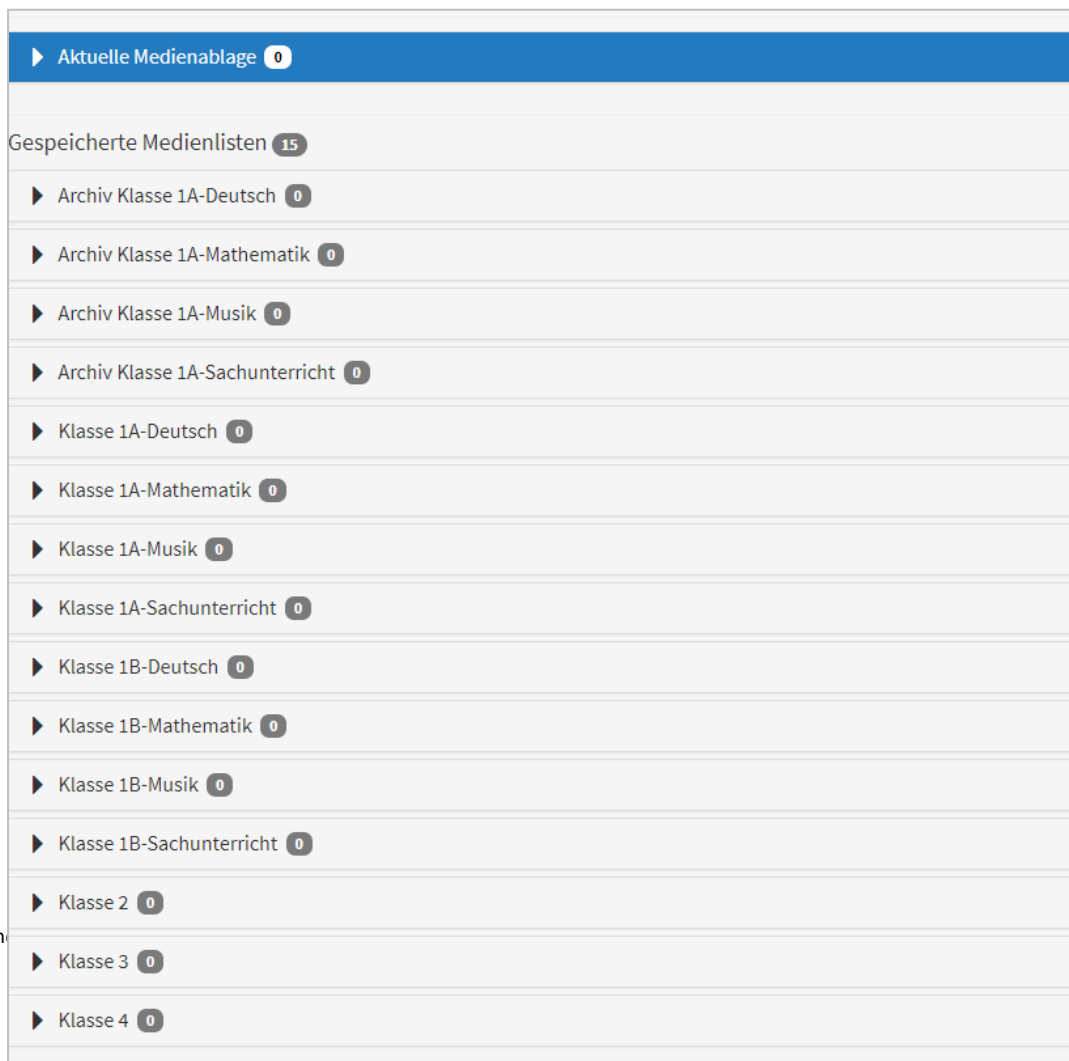 Aktuelle Medienablage 0
Gespeicherte Medienlisten 15
Archiv Klasse 1A-Deutsch 0
Archiv Klasse 1A-Mathematik 0
Archiv Klasse 1A-Musik 0
Archiv Klasse 1A-Sachunterricht 0
Klasse 1A-Deutsch 0
Klasse 1A-Mathematik 0
Klasse 1A-Musik 0
Klasse 1A-Sachunterricht 0
Klasse 1B-Deutsch 0
Klasse 1B-Mathematik 0
Klasse 1B-Musik 0
Klasse 1B-Sachunterricht 0
Klasse 2 0
Klasse 3 0
Klasse 4 0